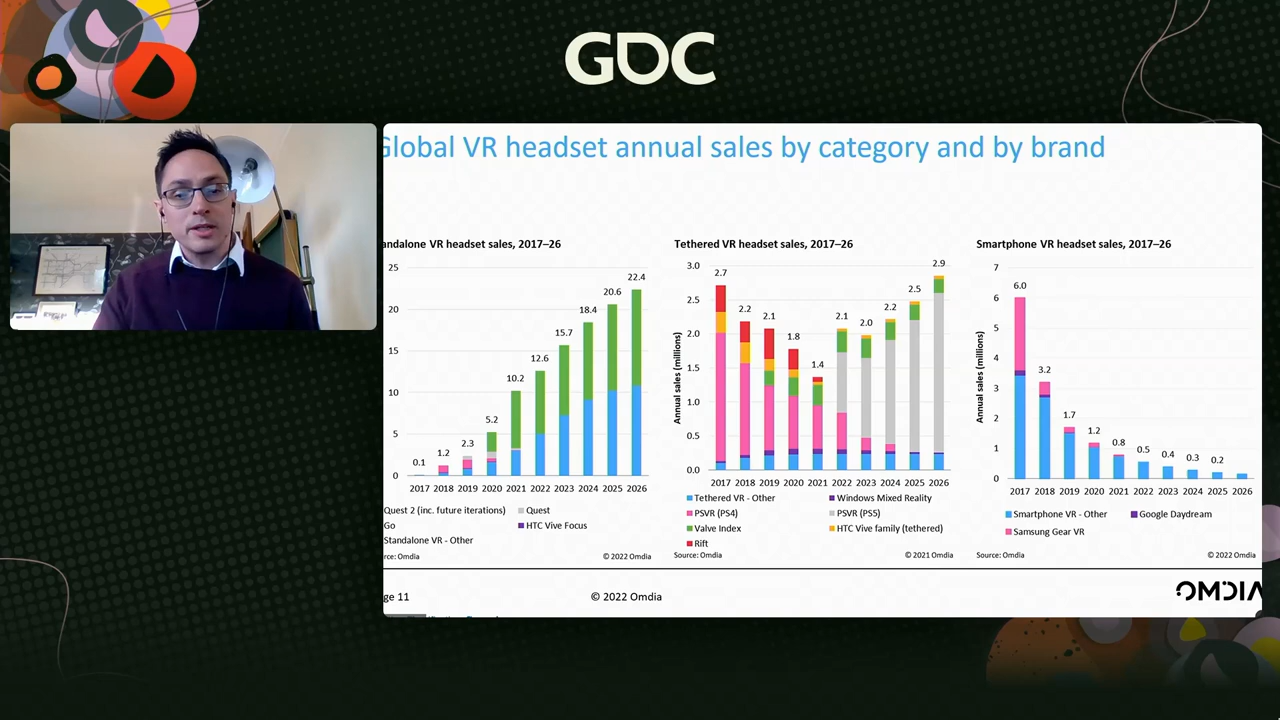 GDC
Global VR headset annual sales by category and by brand
andalone VR headset sales, 2017–26
25
20
15
10
5
0
0.1
1.2
2.3
5.2
10.2
12.6
15.7
18.4
20.6
22.4
2017 2018 2019 2020 2021 2022 2023 2024 2025 2026
Quest 2 (inc. future iterations)
Quest
Go
HTC Vive Focus
Standalone VR - Other
rce: Omdia
© 2022 Omdia
Tethered VR headset sales, 2017–26
Annual sales (millions)
3.0
2.5
2.0
1.5
1.0
0.5
0.0
2.7
2.2
2.1
1.8
1.4
2.1
2.0
2.2
2.5
2.9
2017 2018 2019 2020 2021 2022 2023 2024 2025 2026
Tethered VR - Other
Windows Mixed Reality
PSVR (PS4)
PSVR (PS5)
Valve Index
HTC Vive family (tethered)
Rift
Source: Omdia
© 2021 Omdia
Smartphone VR headset sales, 2017–26
Annual sales (millions)
7
6
5
4
3
2
1
0
6.0
3.2
1.7
1.2
0.8
0.5
0.4
0.3
0.2
2017 2018 2019 2020 2021 2022 2023 2024 2025 2026
Smartphone VR - Other
Google Daydream
Samsung Gear VR
Source: Omdia
© 2022 Omdia
ge 11
© 2022 Omdia
OMDIA